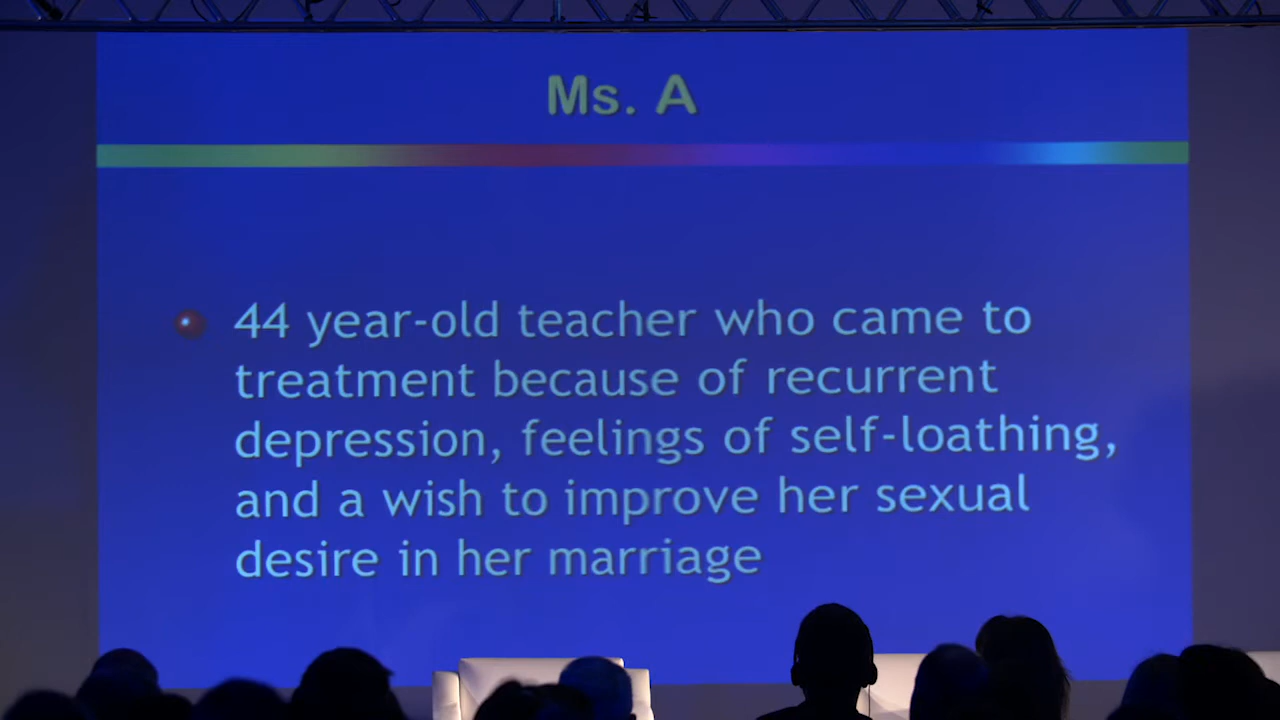 Ms. A
44 year-old teacher who came to
treatment because of recurrent
depression, feelings of self-loathing,
and a wish to improve her sexual
desire in her marriage